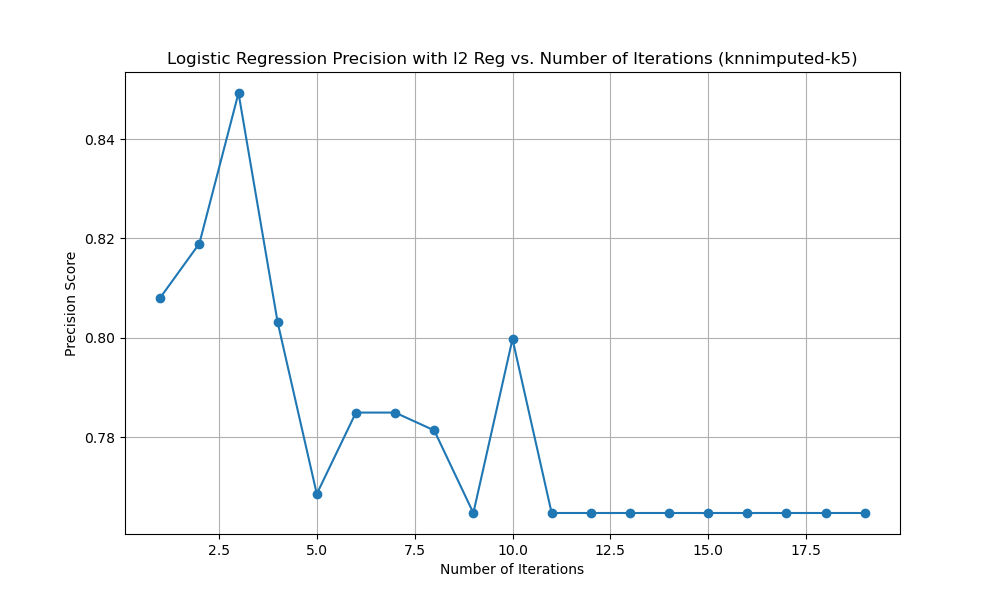 Logistic Regression Precision with l2 Reg vs. Number of Iterations (knnimputed-k5)
0.84
0.82
0.80
0.78
Precision Score
2.5 5.0 7.5 10.0 12.5 15.0 17.5
Number of Iterations